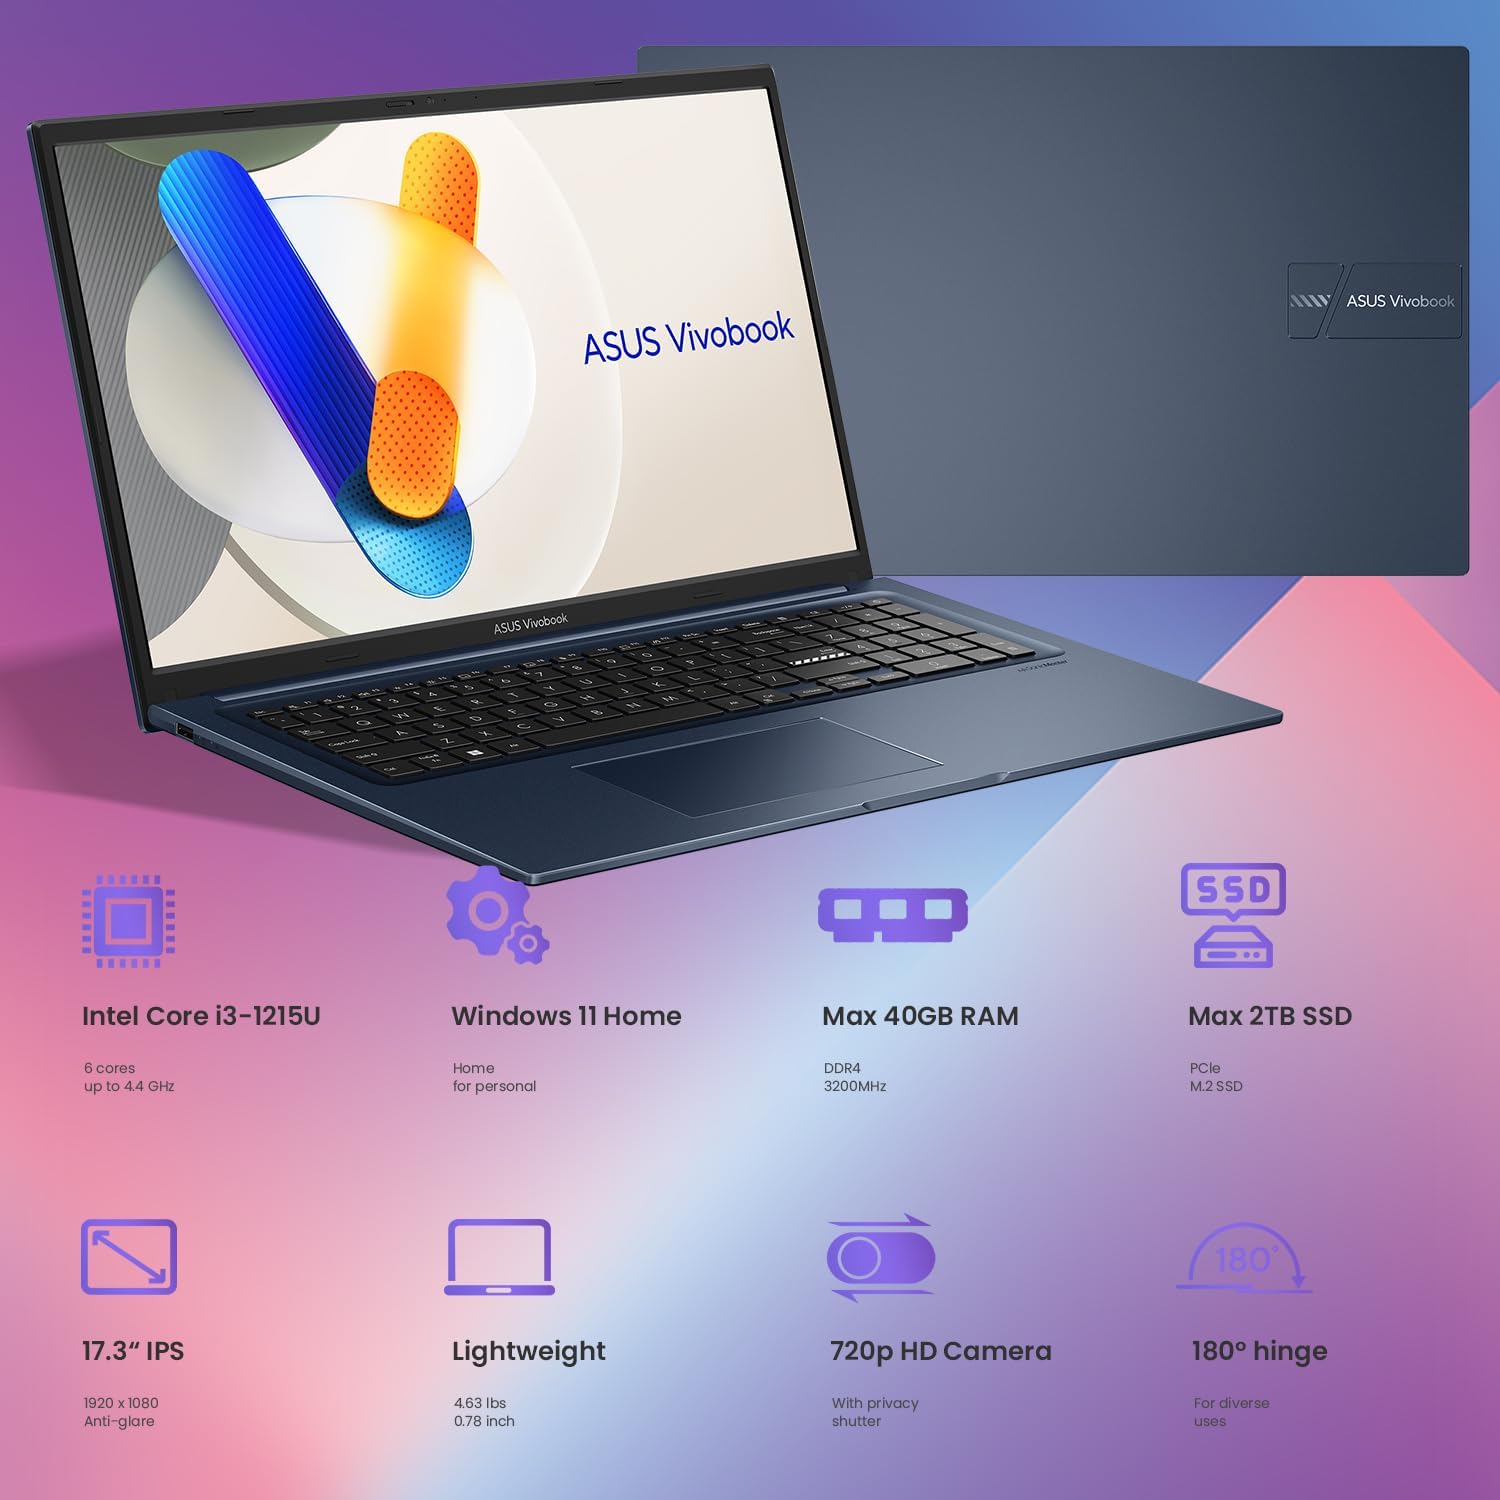 ASUS Vivobook
ASUS Vivobook
ASUS Vivobook
SSD
Intel Core i3-1215U
Windows 11 Home
Max 40GB RAM
Max 2TB SSD
6 cores
up to 4.4 GHz
Home
for personal
DDR4
3200MHz
PCIe
M.2 SSD
180°
17.3“ IPS
Lightweight
720p HD Camera
180° hinge
1920 x 1080
Anti-glare
4.63 lbs
0.78 inch
With privacy
shutter
For diverse
uses